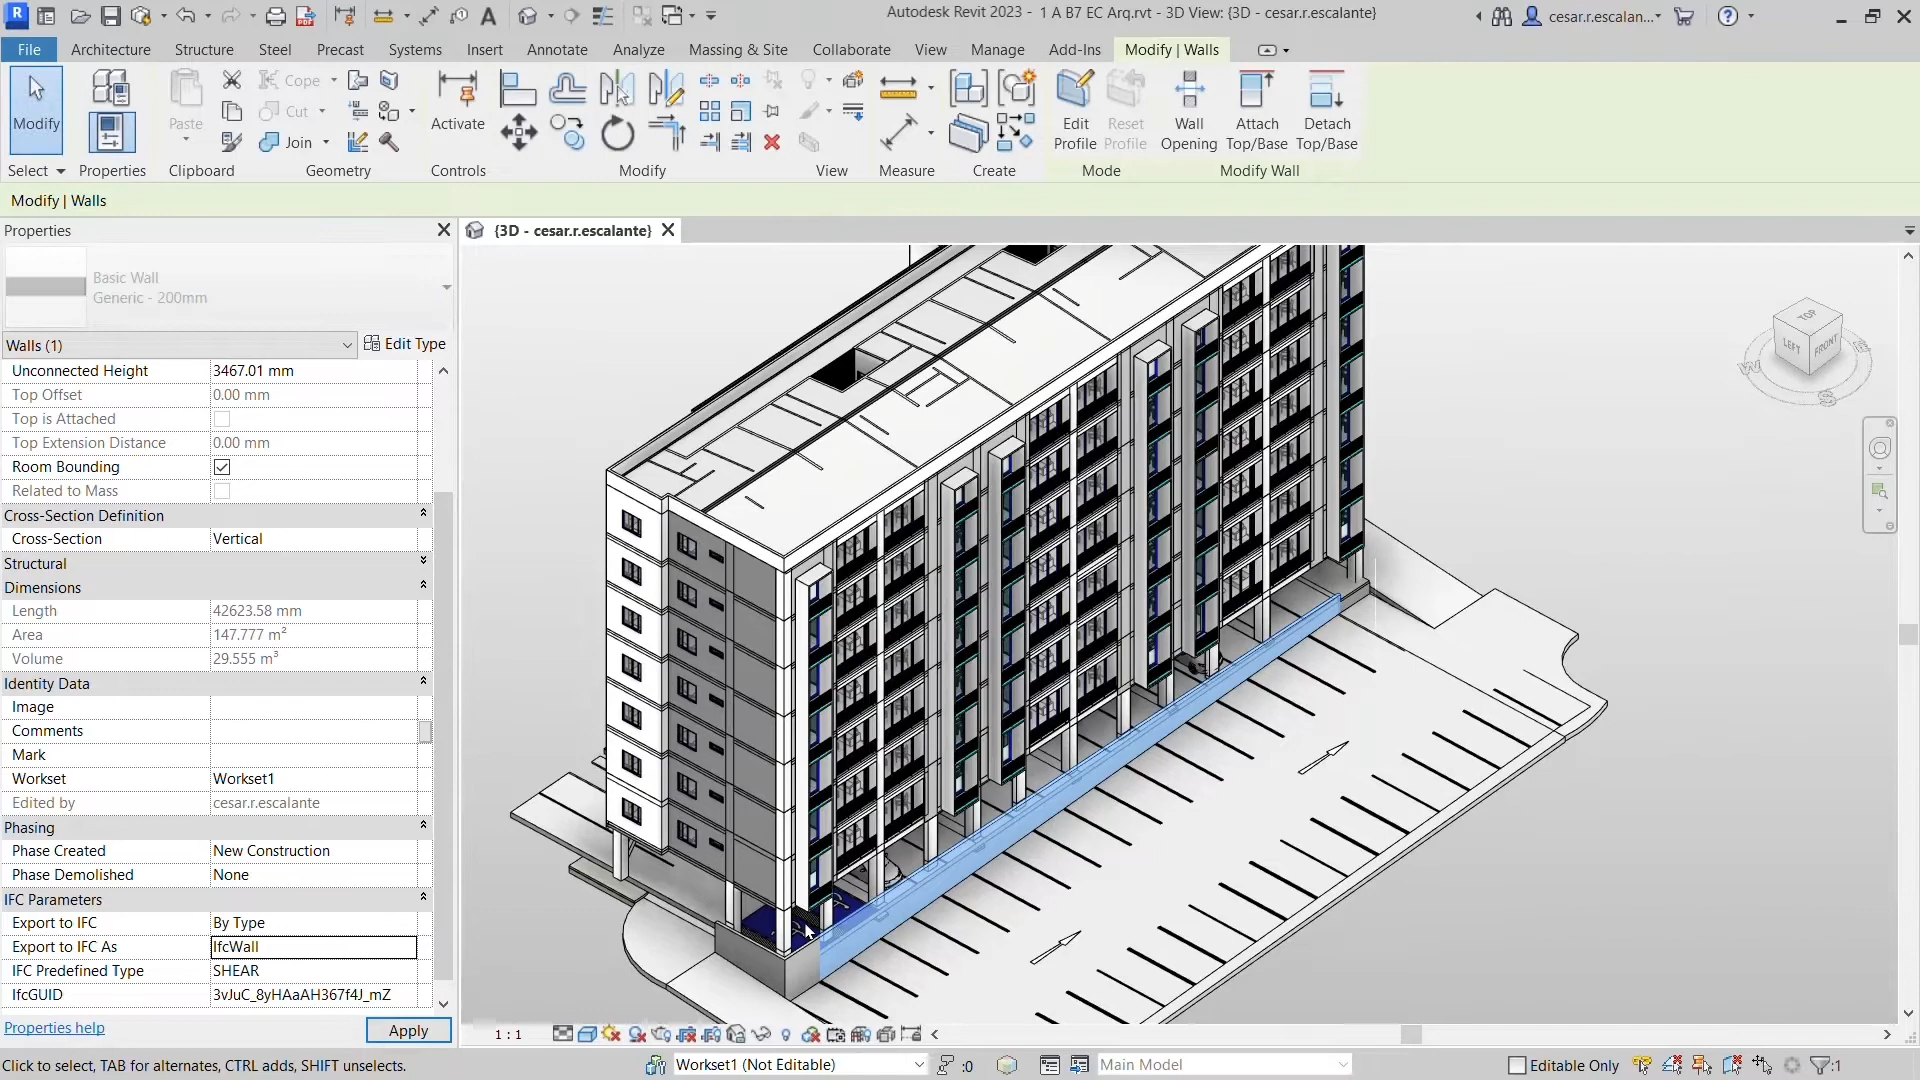 Autodesk Revit 2023 - 1 A B7 EC Arq.rvt - 3D View: {3D - cesar.r.escalante}
cesar.r.escalan...
File Architecture Structure Steel Precast Systems Insert Annotate Analyze Massing & Site Collaborate View Manage Add-Ins Modify | Walls
Modify Paste Cope Cut Join Activate Edit Profile Reset Profile Wall Opening Attach Top/Base Detach Top/Base
Select Properties Clipboard Geometry Controls Modify View Measure Create Mode Modify Wall
Modify | Walls
Properties
{3D - cesar.r.escalante}
Basic Wall
Generic - 200mm
Walls (1) Edit Type
Unconnected Height 3467.01 mm
Top Offset 0.00 mm
Top is Attached
Top Extension Distance 0.00 mm
Room Bounding
Related to Mass
Cross-Section Definition
Cross-Section Vertical
Structural
Dimensions
Length 42623.58 mm
Area 147.777 m²
Volume 29.555 m³
Identity Data
Image
Comments
Mark
Workset Workset1
Edited by cesar.r.escalante
Phasing
Phase Created New Construction
Phase Demolished None
IFC Parameters
Export to IFC By Type
Export to IFC As IfcWall
IFC Predefined Type SHEAR
IfcGUID 3vJuC_8yHAaAH367f4J_mZ
Properties help Apply
TOP
LEFT FRONT
W S E
1 : 1
Click to select, TAB for alternates, CTRL adds, SHIFT unselects.
Workset1 (Not Editable) :0 Main Model Editable Only :1